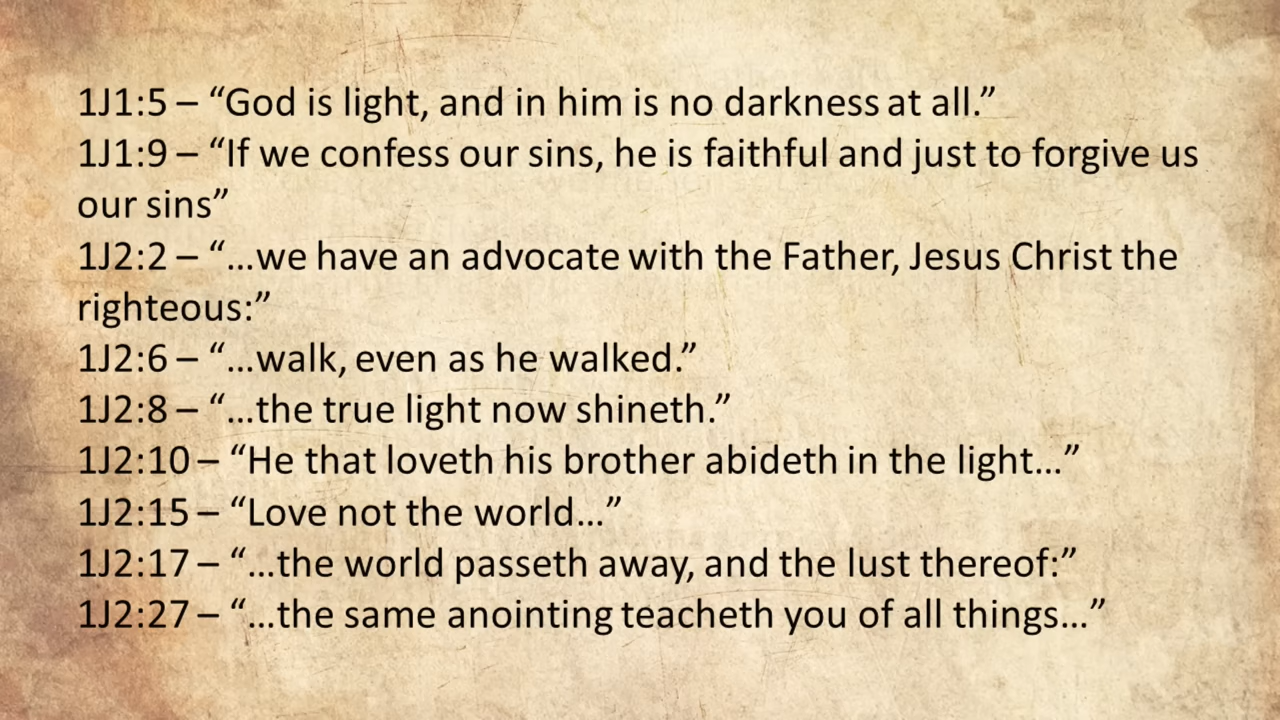 1J1:5 – “God is light, and in him is no darkness at all.”
1J1:9 – “If we confess our sins, he is faithful and just to forgive us
our sins”
1J2:2 – “…we have an advocate with the Father, Jesus Christ the
righteous:”
1J2:6 – “…walk, even as he walked.”
1J2:8 – “…the true light now shineth.”
1J2:10 – “He that loveth his brother abideth in the light…”
1J2:15 – “Love not the world…”
1J2:17 – “…the world passeth away, and the lust thereof:”
1J2:27 – “…the same anointing teacheth you of all things…”